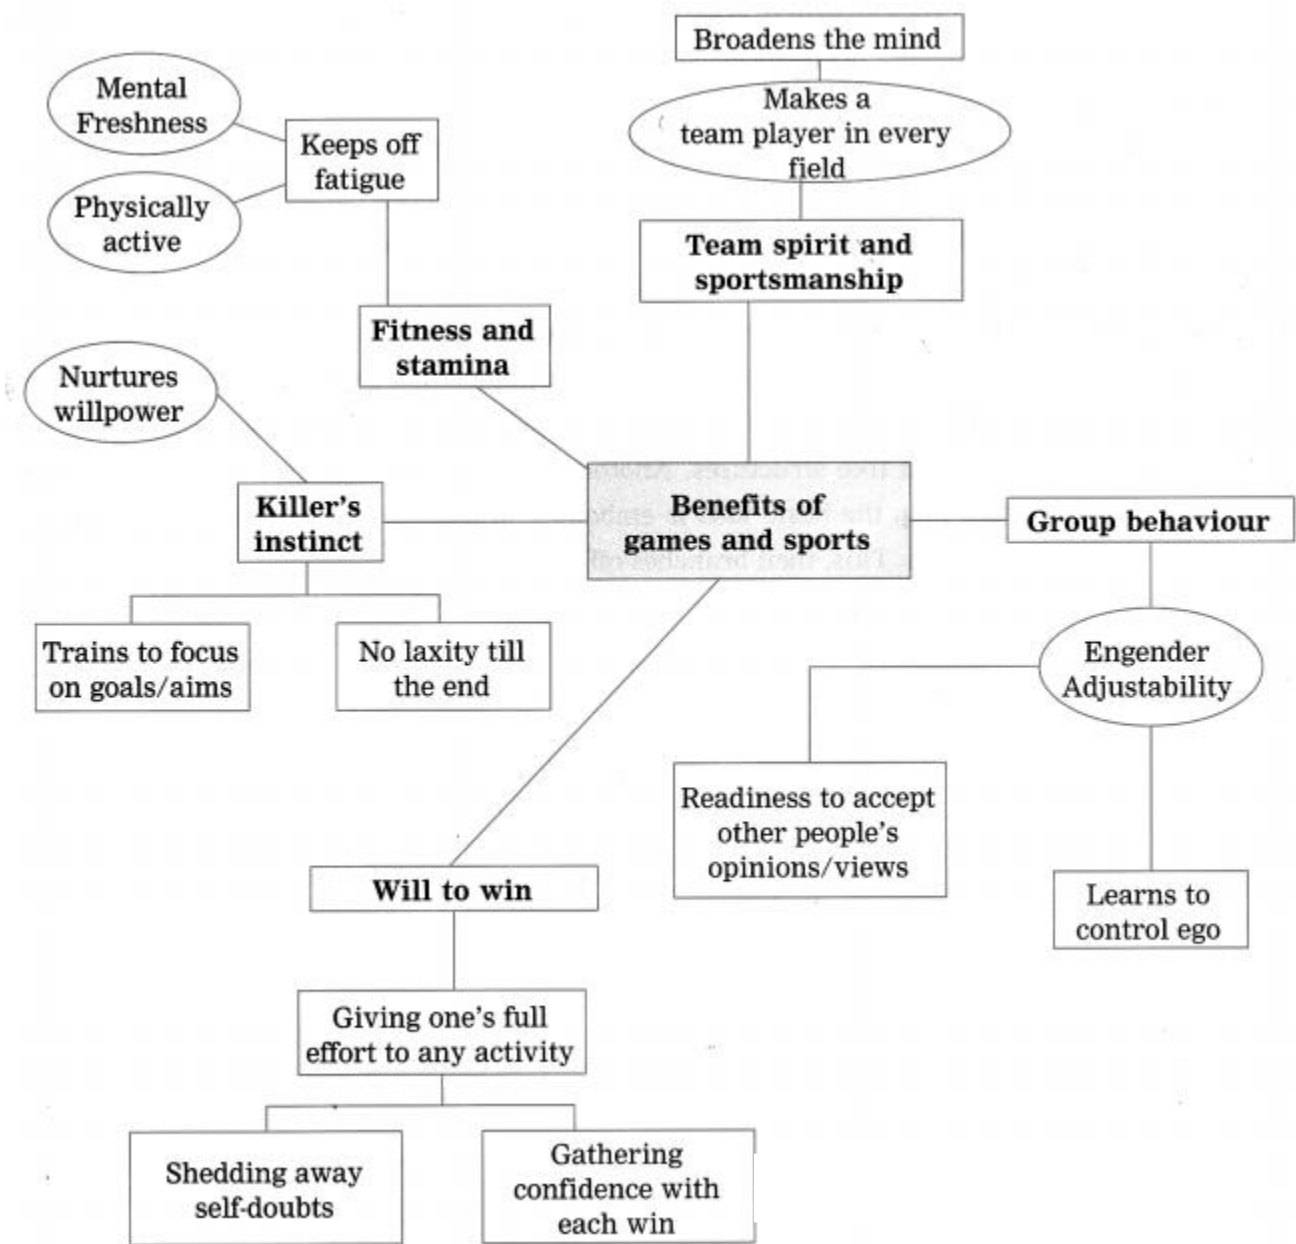 Broadens the mind
Makes a
team player in every
field
Team spirit and
sportsmanship
Mental
Freshness
Physically
active
Keeps off
fatigue
Fitness and
stamina
Nurtures
willpower
Killer's
instinct
Trains to focus
on goals/aims
No laxity till
the end
Benefits of
games and sports
Group behaviour
Engender
Adjustability
Readiness to accept
other people's
opinions/views
Learns to
control ego
Will to win
Giving one's full
effort to any activity
Shedding away
self-doubts
Gathering
confidence with
each win